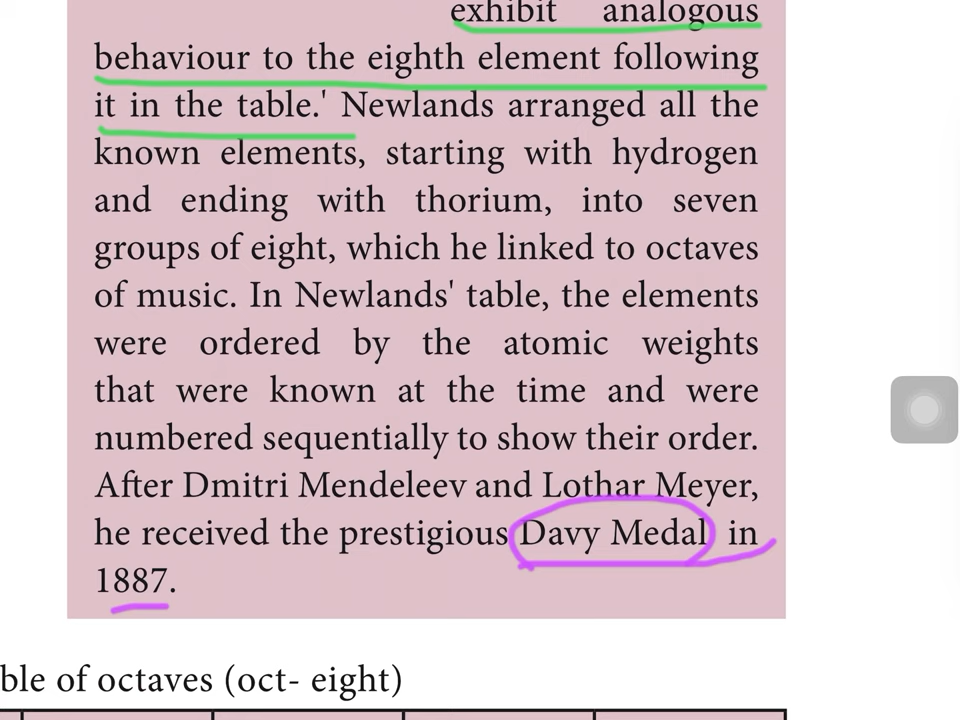 exhibit analogous
behaviour to the eighth element following
it in the table.' Newlands arranged all the
known elements, starting with hydrogen
and ending with thorium, into seven
groups of eight, which he linked to octaves
of music. In Newlands' table, the elements
were ordered by the atomic weights
that were known at the time and were
numbered sequentially to show their order.
After Dmitri Mendeleev and Lothar Meyer,
he received the prestigious Davy Medal in
1887.
ble of octaves (oct- eight)